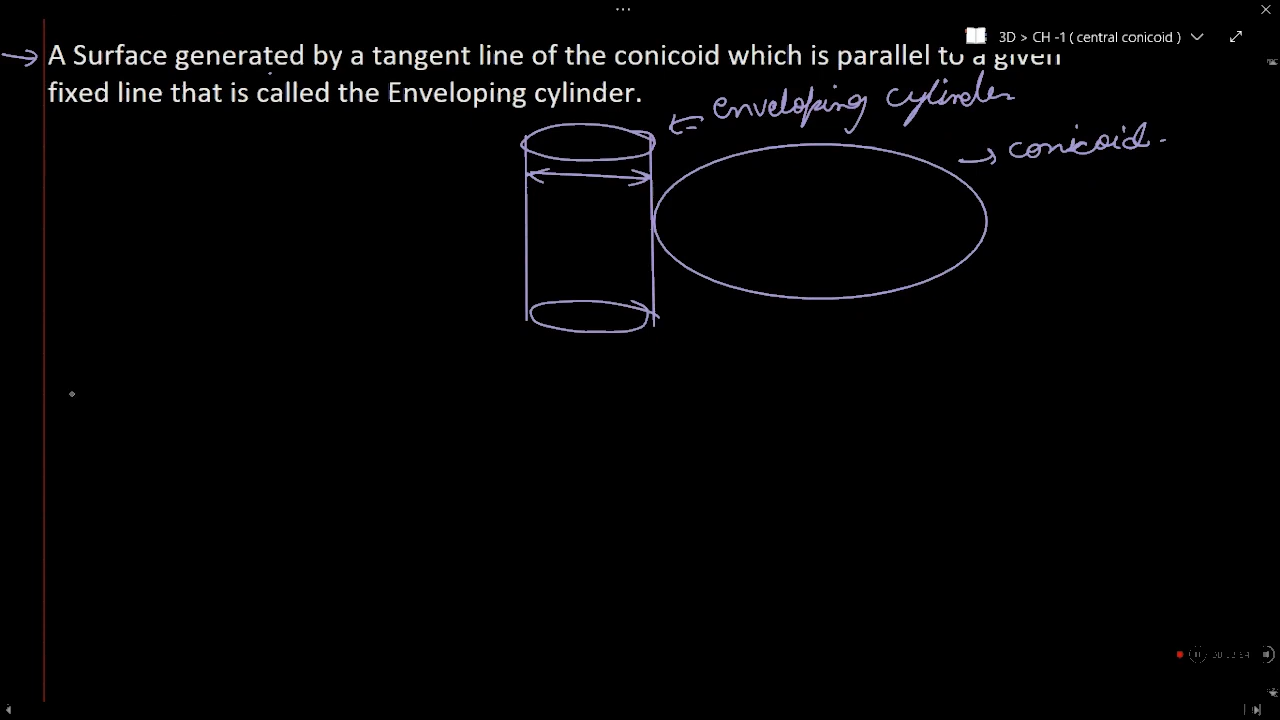 3D > CH -1 ( central conicoid )
A Surface generated by a tangent line of the conicoid which is parallel to a given
fixed line that is called the Enveloping cylinder.
enveloping cylinder
conicoid